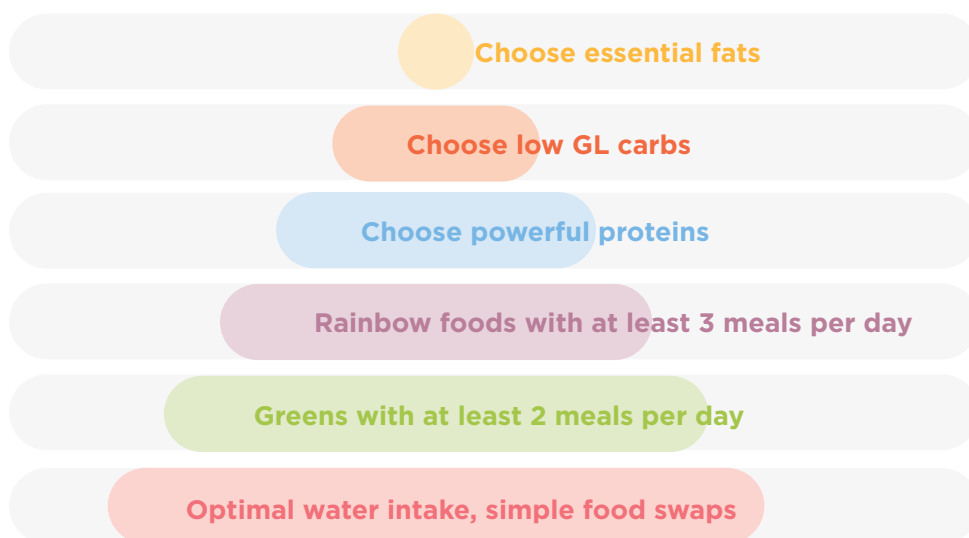 Choose essential fats
Choose low GL carbs
Choose powerful proteins
Rainbow foods with at least 3 meals per day
Greens with at least 2 meals per day
Optimal water intake, simple food swaps